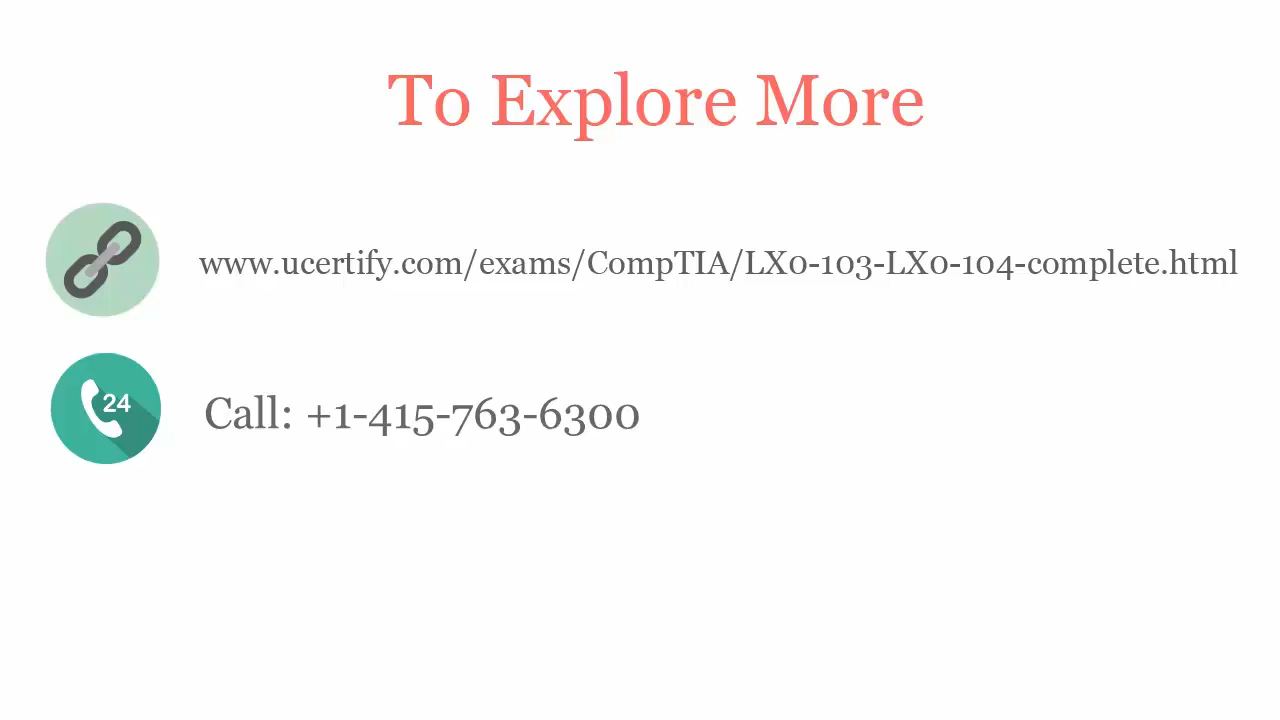 To Explore More
www.ucertify.com/exams/CompTIA/LX0-103-LX0-104-complete.html
24
Call: +1-415-763-6300